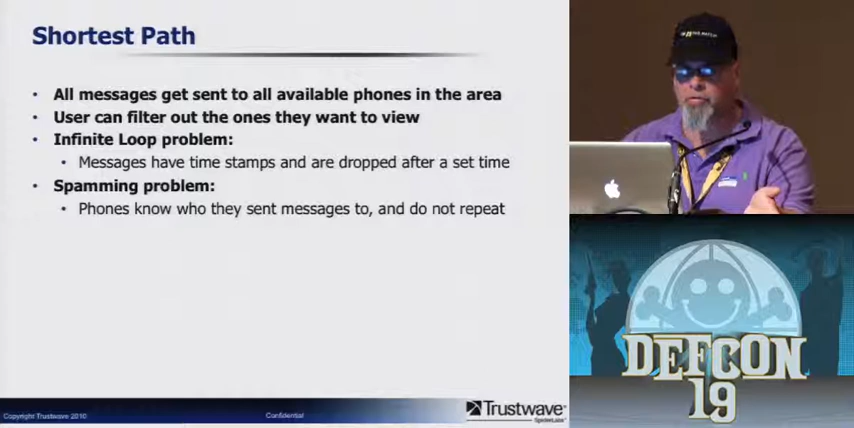 Shortest Path
• All messages get sent to all available phones in the area
• User can filter out the ones they want to view
• Infinite Loop problem:
• Messages have time stamps and are dropped after a set time
• Spamming problem:
• Phones know who they sent messages to, and do not repeat
Copyright Trustwave 2010
Confidential
Trustwave
SpiderLabs
DEFCON
19